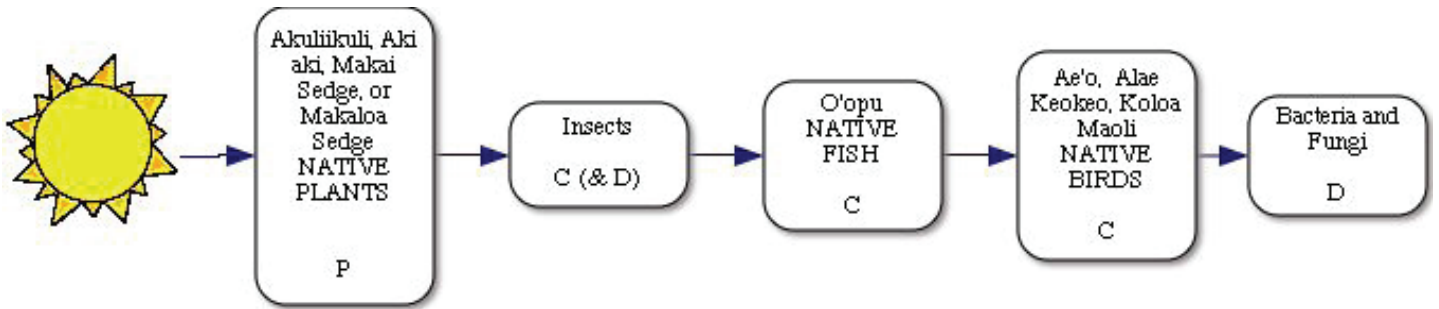 Akuliikuli, Aki
aki, Makai
Sedge, or
Makaloa
Sedge
NATIVE
PLANTS
P
Insects
C (& D)
O'opu
NATIVE
FISH
C
Ae'o, Alae
Keokeo, Koloa
Maoli
NATIVE
BIRDS
C
Bacteria and
Fungi
D